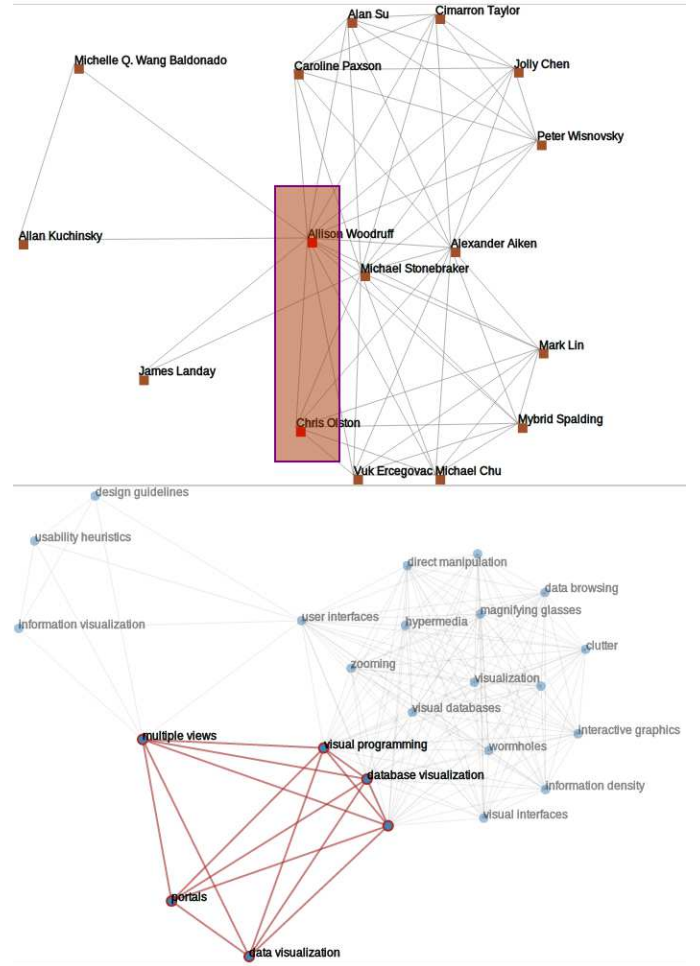 Alan Su
Cimarron Taylor
Michelle Q. Wang Baldonado
Caroline Paxson
Jolly Chen
Peter Wisnovsky
Allan Kuchinsky
Allison Woodruff
Alexander Aiken
Michael Stonebraker
James Landay
Mark Lin
Chris Olston
Mybrid Spalding
Vuk Ercegovac
Michael Chu
design guidelines
usability heuristics
direct manipulation
data browsing
information visualization
user interfaces
hypermedia
magnifying glasses
clutter
zooming
visualization
visual databases
interactive graphics
multiple views
visual programming
wormholes
database visualization
information density
visual interfaces
portals
data visualization